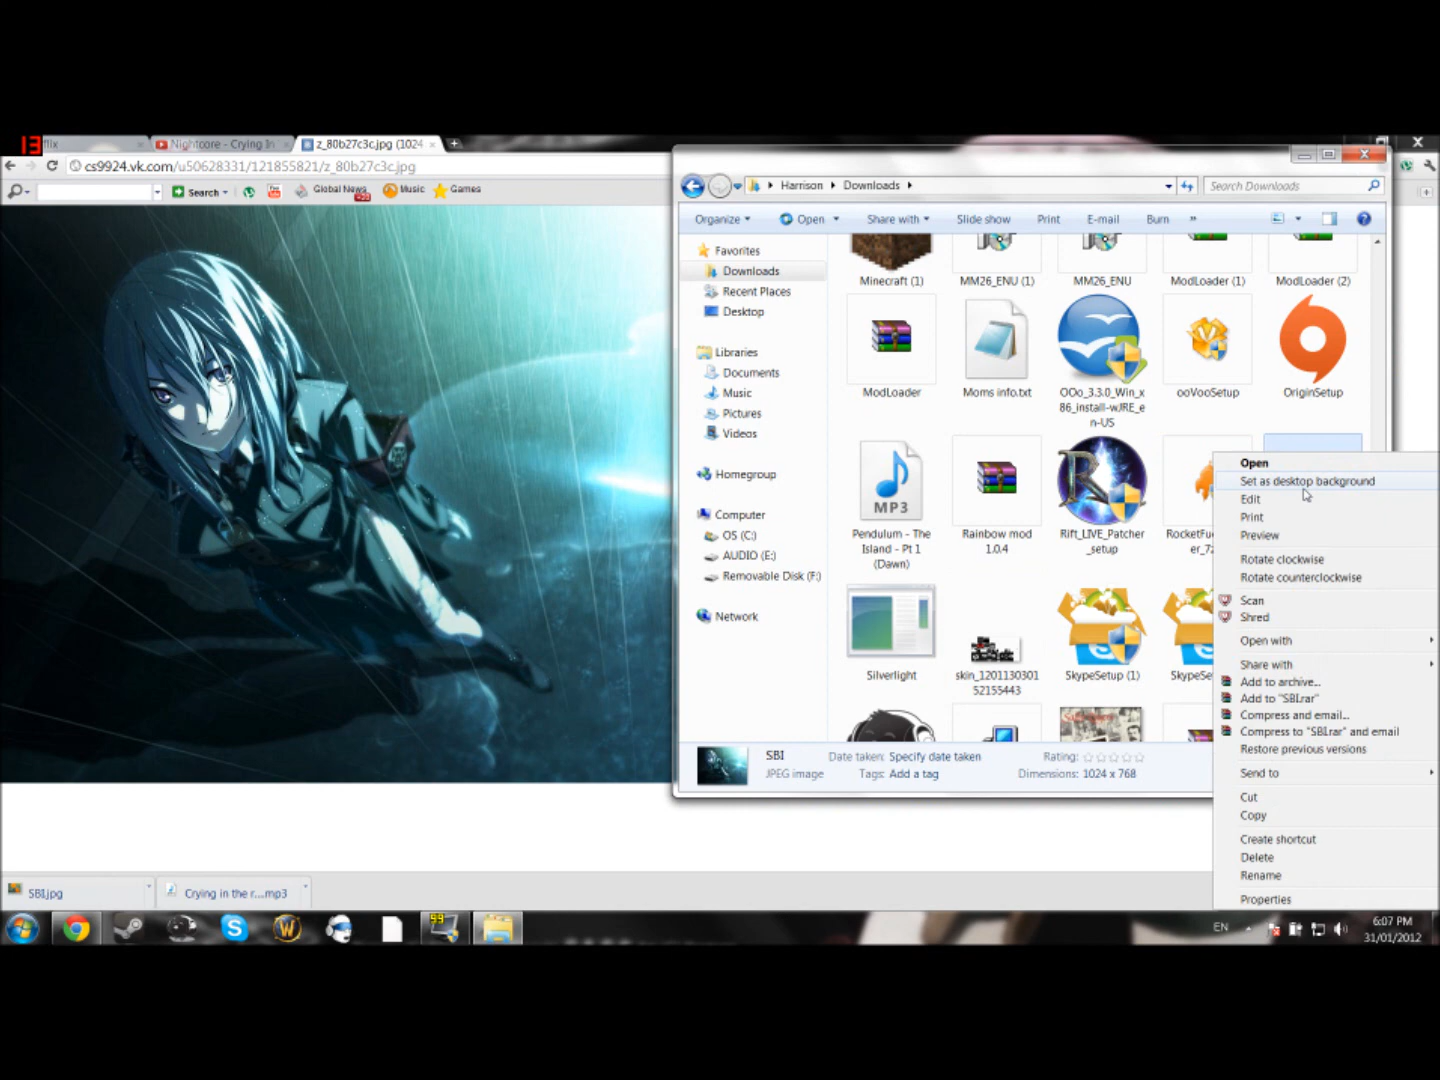 13
flix
Nightcore - Crying In
z_80b27c3c.jpg (1024
cs9924.vk.com/u50628331/121855821/z_80b27c3c.jpg
Search
You
Global News
Music
Games
Harrison
Downloads
Search Downloads
Organize
Open
Share with
Slide show
Print
E-mail
Burn
»
Favorites
Downloads
Recent Places
Desktop
Libraries
Documents
Music
Pictures
Videos
Homegroup
Computer
OS (C:)
AUDIO (E:)
Removable Disk (F:)
Network
Minecraft (1)
MM26_ENU (1)
MM26_ENU
ModLoader (1)
ModLoader (2)
ModLoader
Moms info.txt
OOo_3.3.0_Win_x
86_install-wJRE_e
n-US
ooVooSetup
OriginSetup
MP3
Pendulum - The
Island - Pt 1
(Dawn)
Rainbow mod
1.0.4
Rift_LIVE_Patcher
_setup
RocketFu
er_7z
Silverlight
skin_1201130301
52155443
SkypeSetup (1)
SkypeSe
Open
Set as desktop background
Edit
Print
Preview
Rotate clockwise
Rotate counterclockwise
Scan
Shred
Open with
Share with
Add to archive...
Add to "SBI.rar"
Compress and email...
Compress to "SBI.rar" and email
Restore previous versions
Send to
Cut
Copy
Create shortcut
Delete
Rename
Properties
SBI
Date taken: Specify date taken
Rating:
JPEG image
Tags: Add a tag
Dimensions: 1024 x 768
SBI.jpg
Crying in the r....mp3
99
EN
6:07 PM
31/01/2012